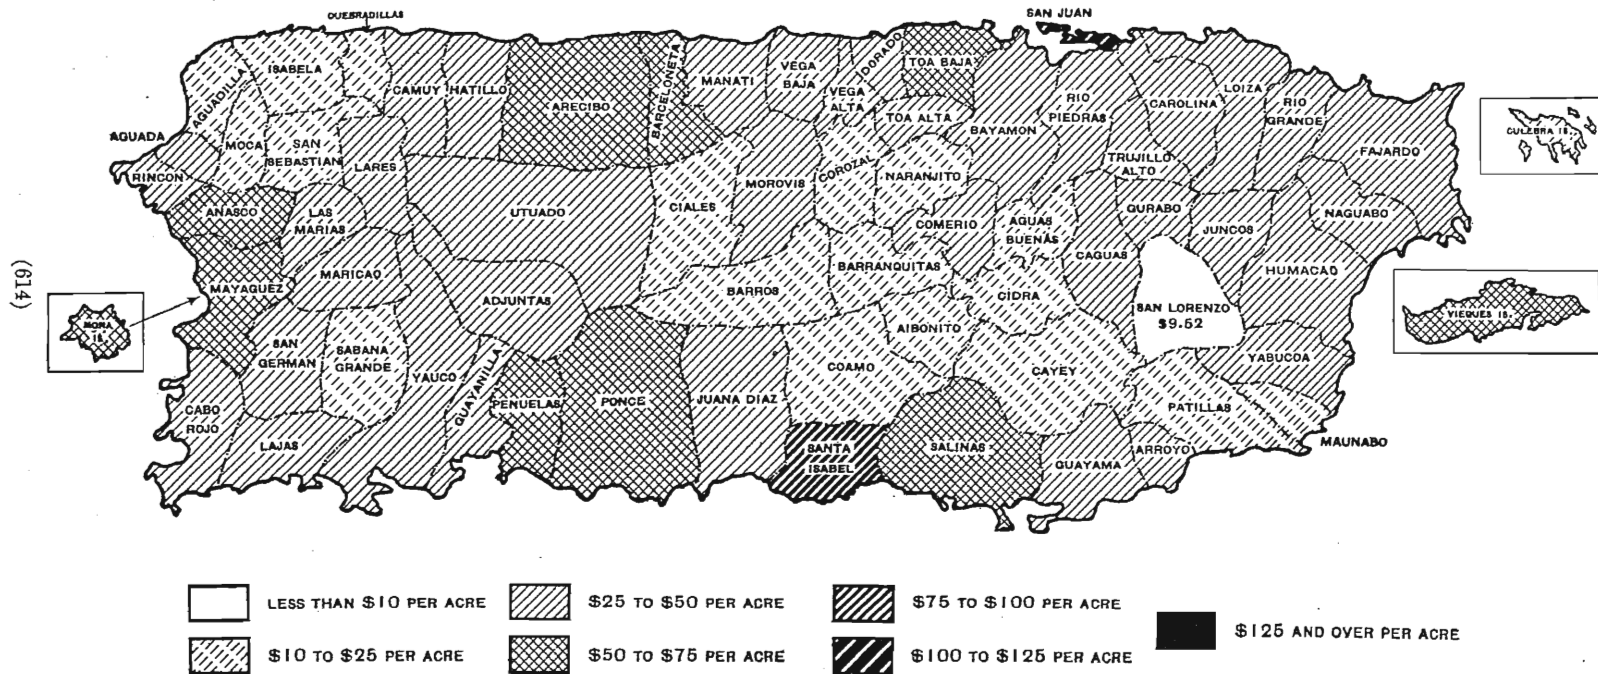 QUEBRADILLAS
SAN JUAN
ISABELA
AGUADILLA
CAMUY
HATILLO
ARECIBO
BARCELONETA
MANATI
VEGA
BAJA
VEGA
ALTA
DORADO
TOA BAJA
TOA ALTA
RIO
PIEDRAS
CAROLINA
LOIZA
RIO
GRANDE
FAJARDO
CULEBRA IS.
AGUADA
MOCA
SAN
SEBASTIAN
LARES
RINCON
BAYAMON
TRUJILLO
ALTO
MOROVIS
COROZAL
NARANJITO
ANASCO
LAS
MARIAS
UTUADO
CIALES
COMERIO
AGUAS
BUENAS
GURABO
JUNCOS
NAGUABO
MARICAO
MAYAGUEZ
ADJUNTAS
BARROS
BARRANQUITAS
CIDRA
CAGUAS
HUMACAO
SAN LORENZO
$9.52
(614)
MONA
IS.
VIEQUES IS.
SAN
GERMAN
SABANA
GRANDE
YAUCO
GUAYANILLA
PENUELAS
PONCE
JUANA DIAZ
COAMO
AIBONITO
CAYEY
YABUCOA
CABO
ROJO
LAJAS
SANTA
ISABEL
SALINAS
GUAYAMA
ARROYO
PATILLAS
MAUNABO
LESS THAN $10 PER ACRE
$25 TO $50 PER ACRE
$75 TO $100 PER ACRE
$125 AND OVER PER ACRE
$10 TO $25 PER ACRE
$50 TO $75 PER ACRE
$100 TO $125 PER ACRE